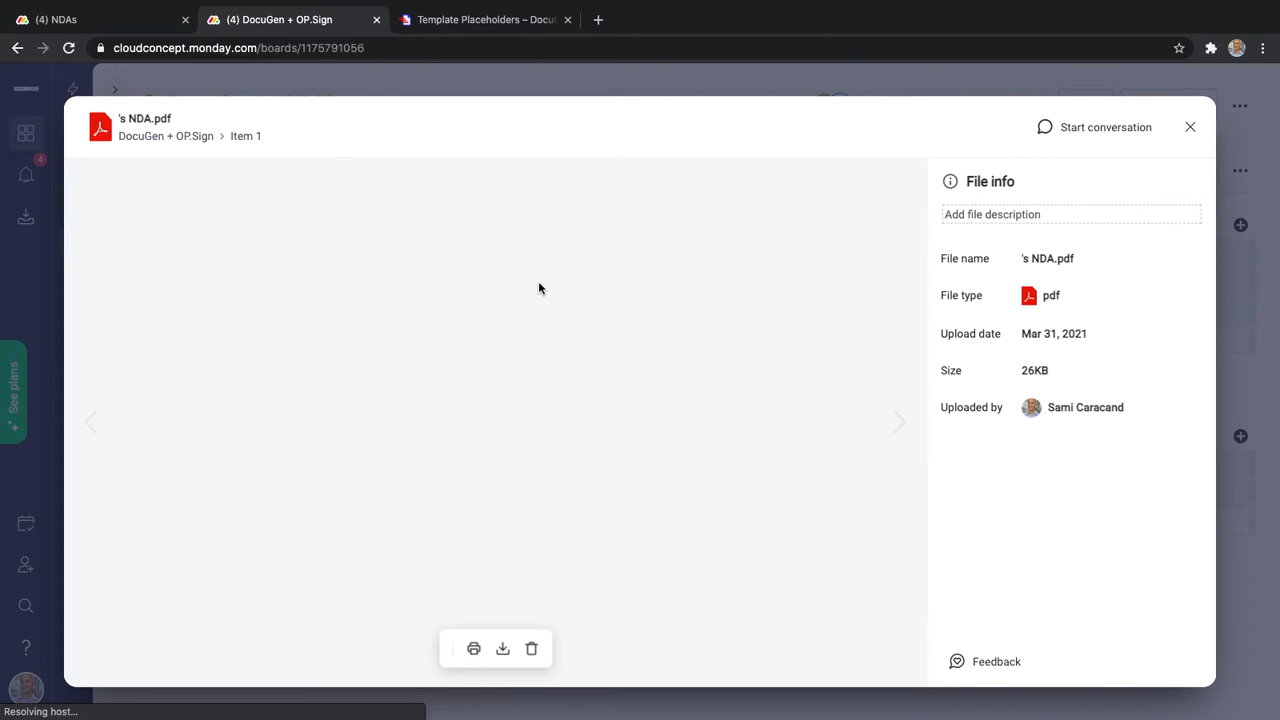 (4) NDAs
(4) DocuGen + OP.Sign
Template Placeholders – Docu
cloudconcept.monday.com/boards/1175791056
's NDA.pdf
DocuGen + OP.Sign > Item 1
Start conversation
4
File info
Add file description
File name 's NDA.pdf
File type pdf
Upload date Mar 31, 2021
Size 26KB
Uploaded by Sami Caracand
See plans
?
Feedback
Resolving host...